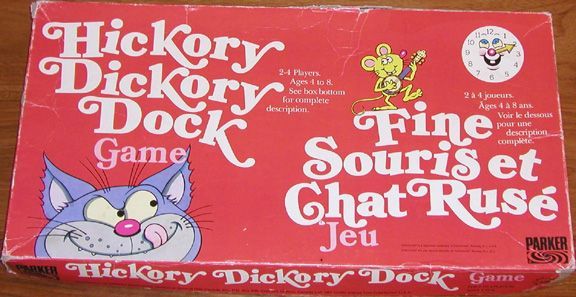 Hickory
Dickory
Dock
Game
2-4 Players.
Ages 4 to 8.
See box bottom
for complete
description.
2 à 4 joueurs.
Ages 4 à 8 ans.
Voir le dessous
pour une
description
complète.
Fine
Souris et
Chat Rusé
Jeu
PARKER
PARKER
Hickory Dickory Dock Game